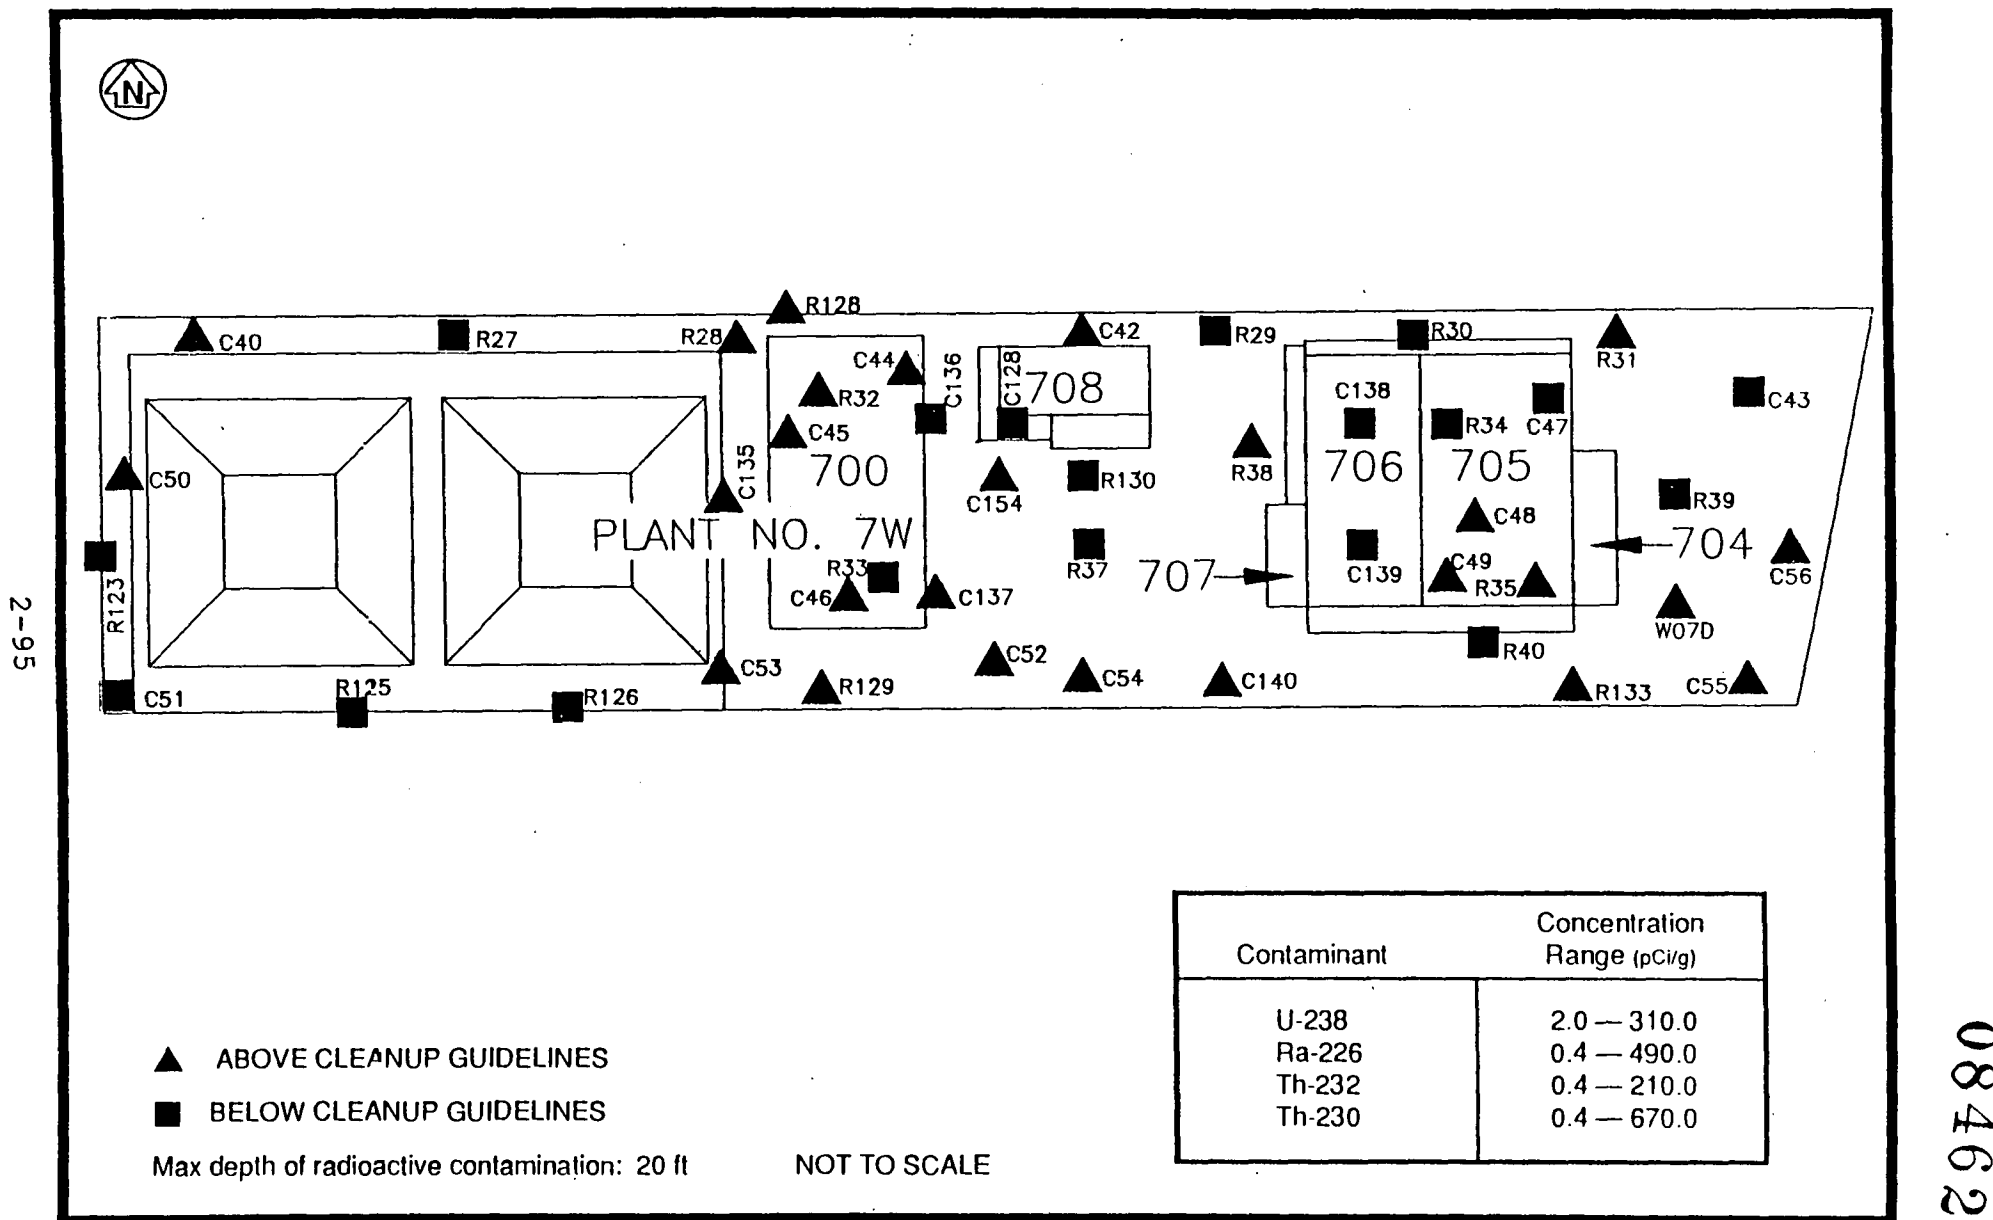 N
R128
C40
R27
R28
C42
R29
R30
R31
C44
C136
C128
708
R32
C138
C43
C45
R34
C47
700
706
705
C50
C135
R38
R130
C154
R39
C48
PLANT NO. 7W
704
R37
R33
C139
C49
C56
707
R35
C46
C137
R123
W07D
R40
C52
C53
C54
C140
R129
C55
R133
C51
R125
R126
2-95
Contaminant
Concentration
Range (pCi/g)
U-238 2.0 — 310.0
Ra-226 0.4 — 490.0
Th-232 0.4 — 210.0
Th-230 0.4 — 670.0
ABOVE CLEANUP GUIDELINES
BELOW CLEANUP GUIDELINES
Max depth of radioactive contamination: 20 ft
NOT TO SCALE
08462